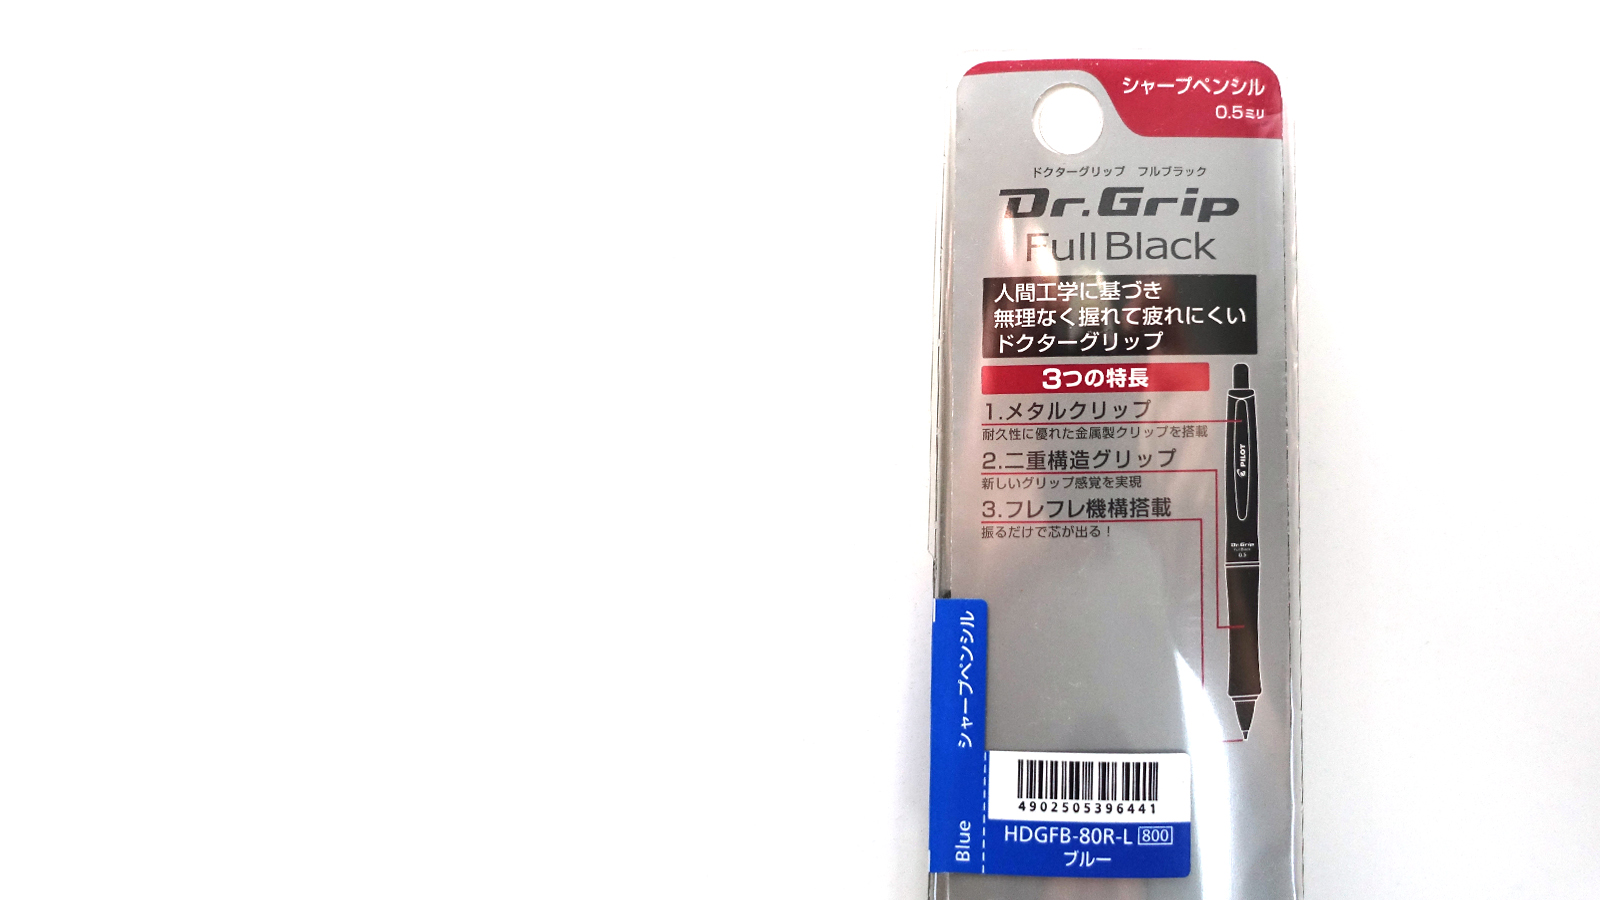 シャープペンシル
0.5ミリ
ドクターグリップ フルブラック
Dr.Grip
Full Black
人間工学に基づき
無理なく握れて疲れにくい
ドクターグリップ
3つの特長
1.メタルクリップ
耐久性に優れた金属製クリップを搭載
2.二重構造グリップ
新しいグリップ感覚を実現
3.フレフレ機構搭載
振るだけで芯が出る！
PILOT
Dr.Grip
Full Black
0.5
シャープペンシル
Blue
4902505396441
HDGFB-80R-L 800
ブルー